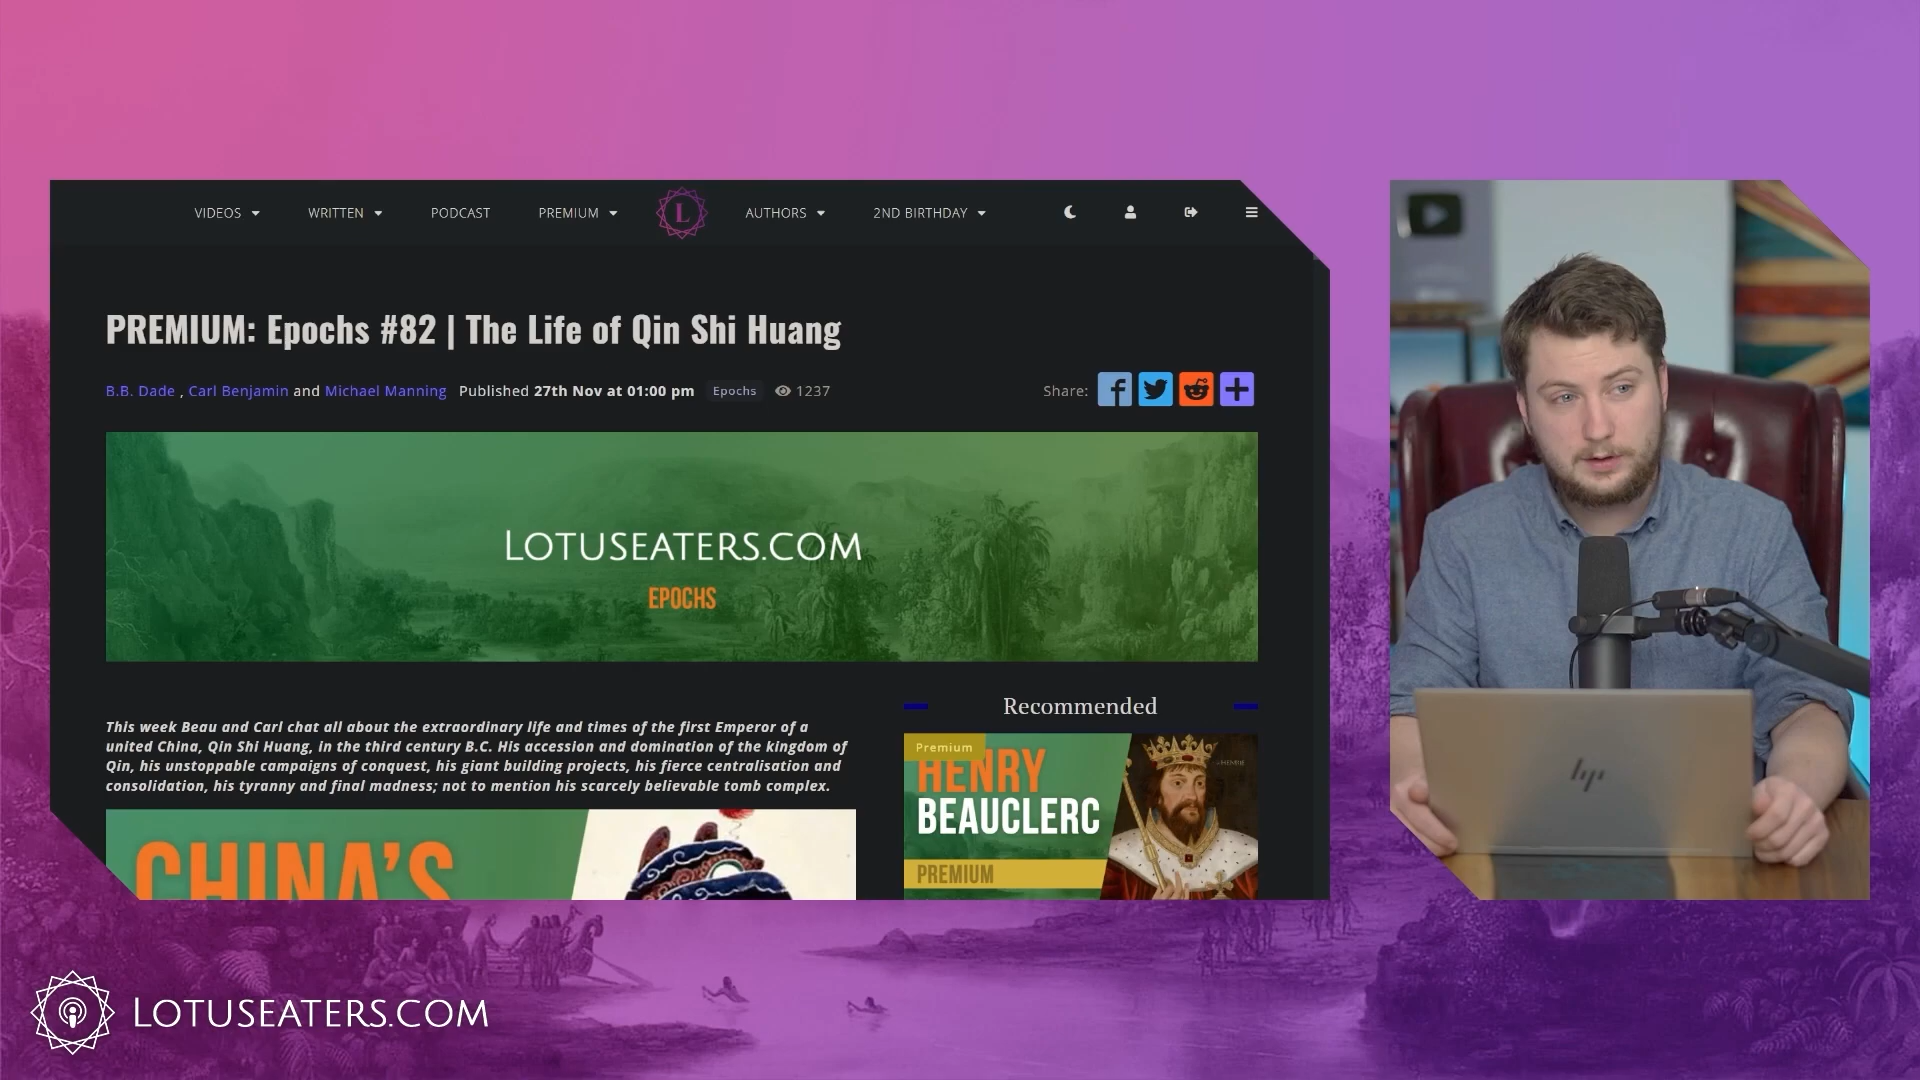 VIDEOS WRITTEN PODCAST PREMIUM L AUTHORS 2ND BIRTHDAY
PREMIUM: Epochs #82 | The Life of Qin Shi Huang
B.B. Dade , Carl Benjamin and Michael Manning Published 27th Nov at 01:00 pm Epochs 1237
Share:
LOTUSEATERS.COM
EPOCHS
This week Beau and Carl chat all about the extraordinary life and times of the first Emperor of a
united China, Qin Shi Huang, in the third century B.C. His accession and domination of the kingdom of
Qin, his unstoppable campaigns of conquest, his giant building projects, his fierce centralisation and
consolidation, his tyranny and final madness; not to mention his scarcely believable tomb complex.
CHINA'S
Recommended
Premium
HENRY
BEAUCLERC
PREMIUM
hp
LOTUSEATERS.COM